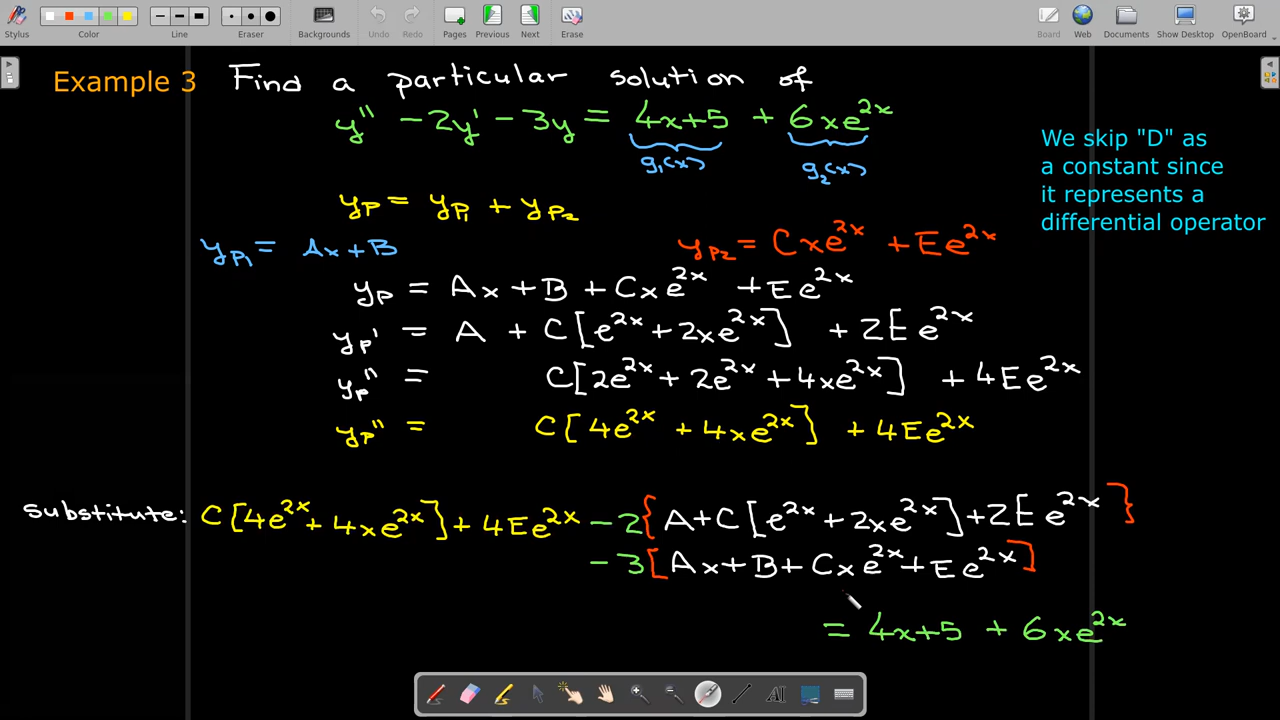 Stylus Color Line Eraser Backgrounds Undo Redo Pages Previous Next Erase Board Web Documents Show Desktop OpenBoard
Example 3 Find a particular solution of
y'' - 2y' - 3y = 4x+5 + 6xe^{2x}
g₁(x) g₂(x)
We skip "D" as
a constant since
it represents a
differential operator
yp = yp₁ + yp₂
yp₁ = Ax+B yp₂ = Cxe^{2x} + Ee^{2x}
yp = Ax + B + Cxe^{2x} + Ee^{2x}
yp' = A + C[e^{2x} + 2xe^{2x}] + 2Ee^{2x}
yp'' = C[2e^{2x} + 2e^{2x} + 4xe^{2x}] + 4Ee^{2x}
yp'' = C[4e^{2x} + 4xe^{2x}] + 4Ee^{2x}
substitute: C[4e^{2x} + 4xe^{2x}] + 4Ee^{2x} - 2{A+C[e^{2x} + 2xe^{2x}] + 2Ee^{2x}}
- 3[Ax + B + Cxe^{2x} + Ee^{2x}]
= 4x+5 + 6xe^{2x}
AI